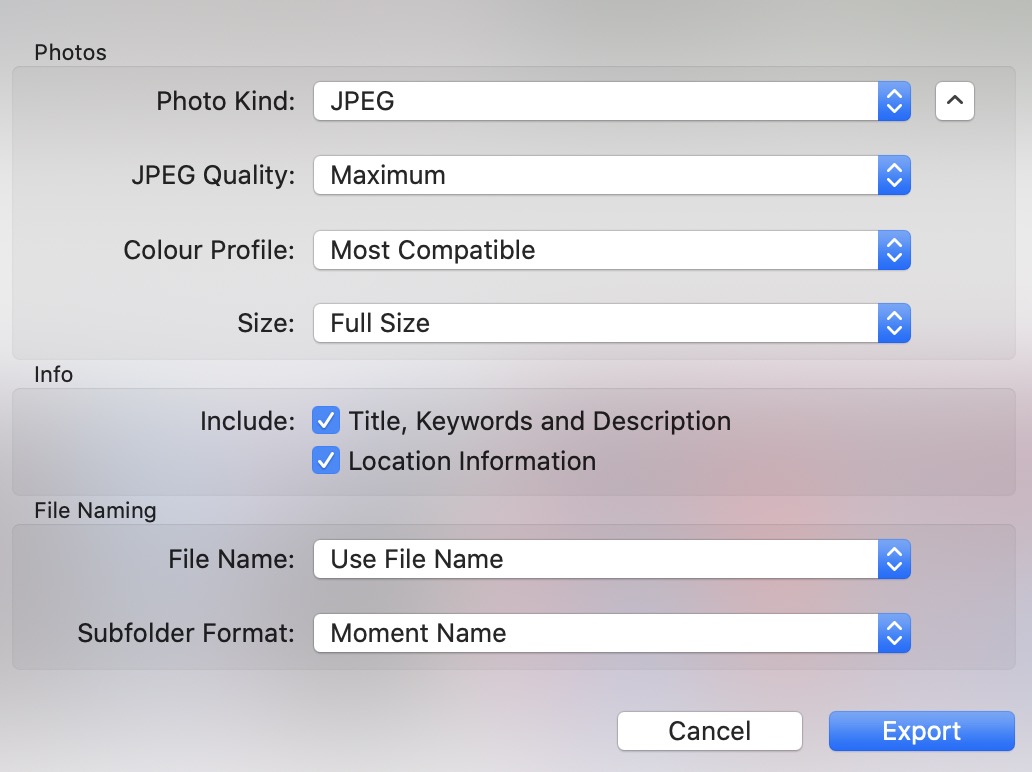 Photos
Photo Kind: JPEG
JPEG Quality: Maximum
Colour Profile: Most Compatible
Size: Full Size
Info
Include: Title, Keywords and Description
Location Information
File Naming
File Name: Use File Name
Subfolder Format: Moment Name
Cancel Export